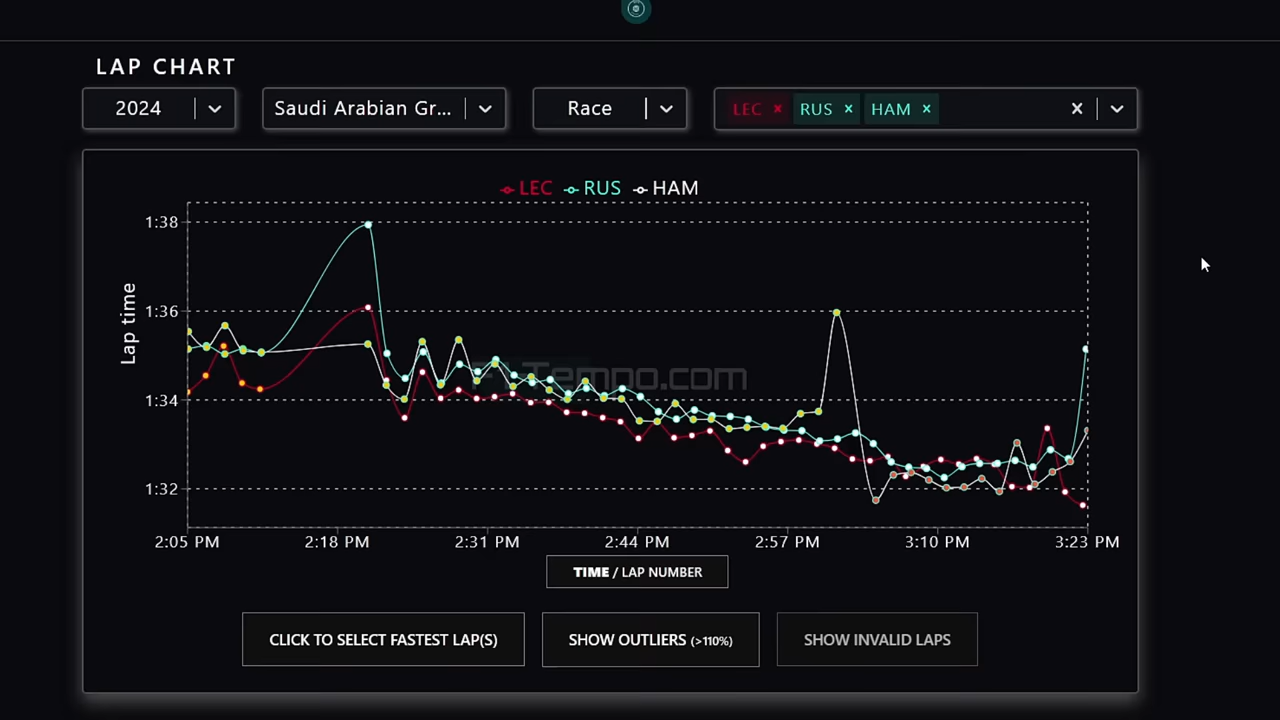 LAP CHART
2024
Saudi Arabian Gr...
Race
LEC × RUS × HAM ×
LEC RUS HAM
F1-Tempo.com
Lap time
1:38
1:36
1:34
1:32
2:05 PM 2:18 PM 2:31 PM 2:44 PM 2:57 PM 3:10 PM 3:23 PM
TIME / LAP NUMBER
CLICK TO SELECT FASTEST LAP(S)
SHOW OUTLIERS (>110%)
SHOW INVALID LAPS